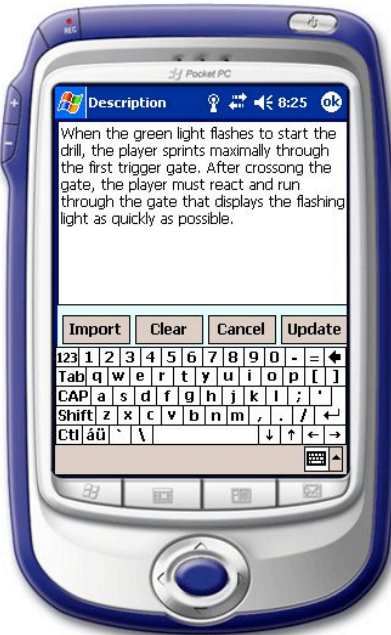 REC
Pocket PC
Description 8:25 ok
When the green light flashes to start the
drill, the player sprints maximally through
the first trigger gate. After crossong the
gate, the player must react and run
through the gate that displays the flashing
light as quickly as possible.
Import Clear Cancel Update
123 1 2 3 4 5 6 7 8 9 0 - = ←
Tab q w e r t y u i o p [ ]
CAP a s d f g h j k l ; '
Shift z x c v b n m , . / ↵
Ctl áü ` \ ↓ ↑ ← →